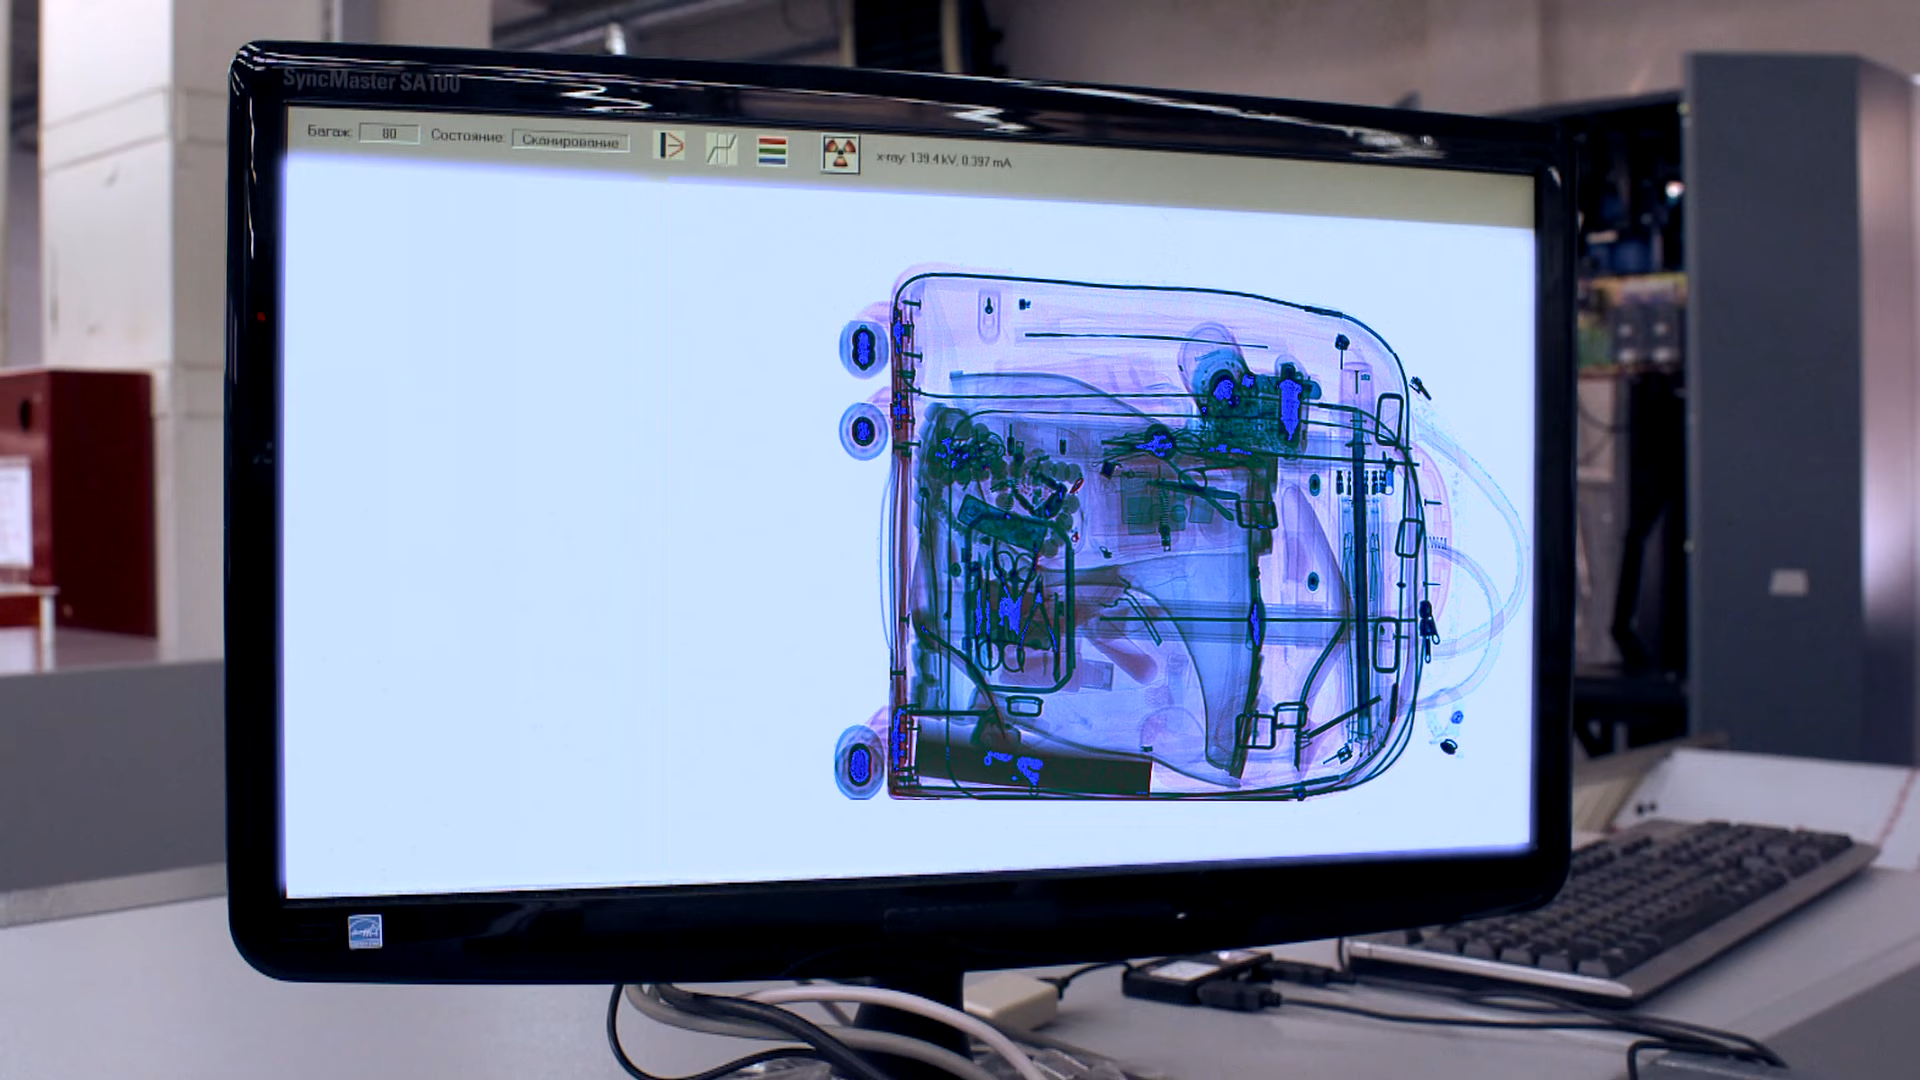 SyncMaster SA100
Багаж: 80 Состояние: Сканирование x-ray: 139.4 kV, 0.397 mA